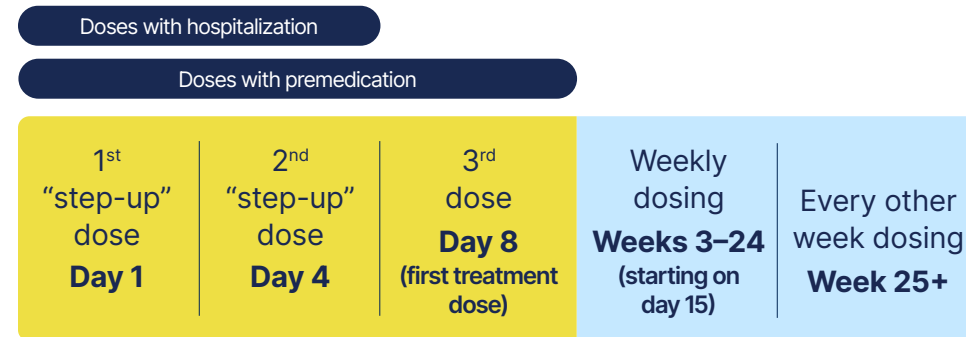 Doses with hospitalization
Doses with premedication
1st
“step-up”
dose
Day 1
2nd
“step-up”
dose
Day 4
3rd
dose
Day 8
(first treatment
dose)
Weekly
dosing
Weeks 3–24
(starting on
day 15)
Every other
week dosing
Week 25+